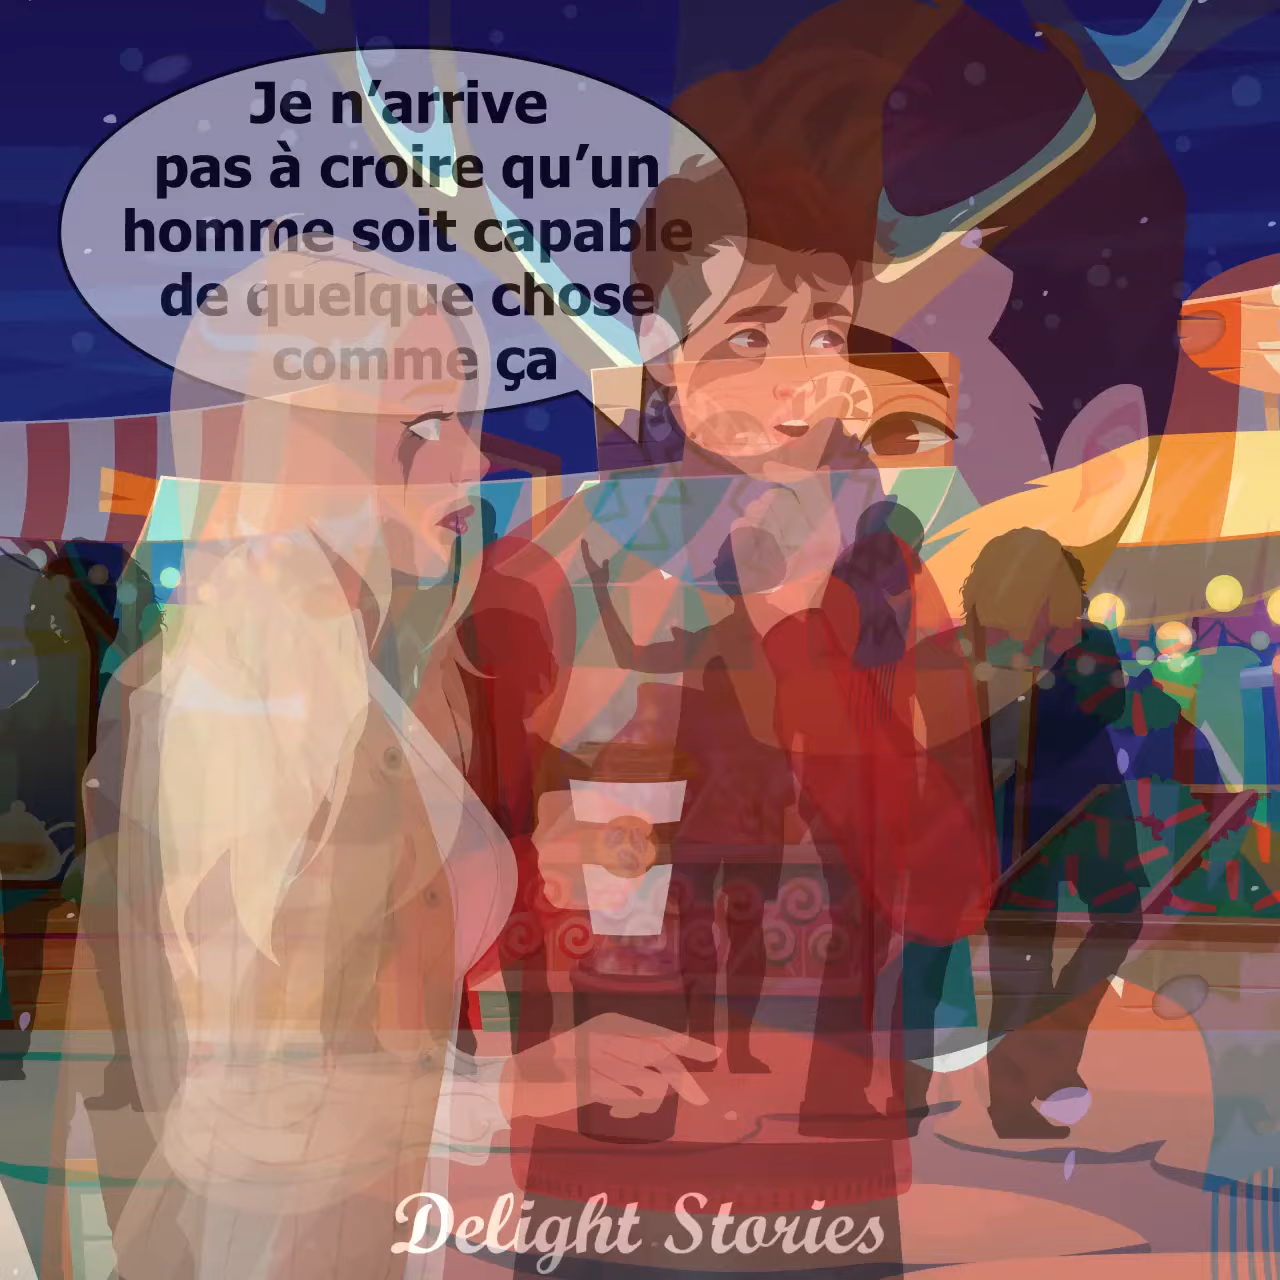 Je n’arrive
pas à croire qu’un
homme soit capable
de quelque chose
comme ça
Delight Stories